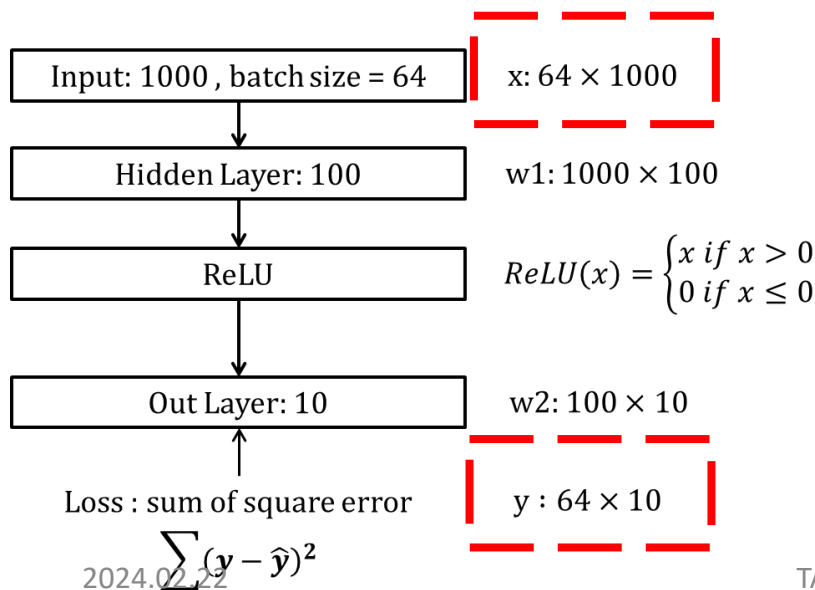 Input: 1000 , batch size = 64
x: 64 × 1000
Hidden Layer: 100
w1: 1000 × 100
ReLU
ReLU(x) = {x if x > 0
0 if x ≤ 0
Out Layer: 10
w2: 100 × 10
Loss : sum of square error
y : 64 × 10
∑(y − ŷ)²
2024.02.22
TA